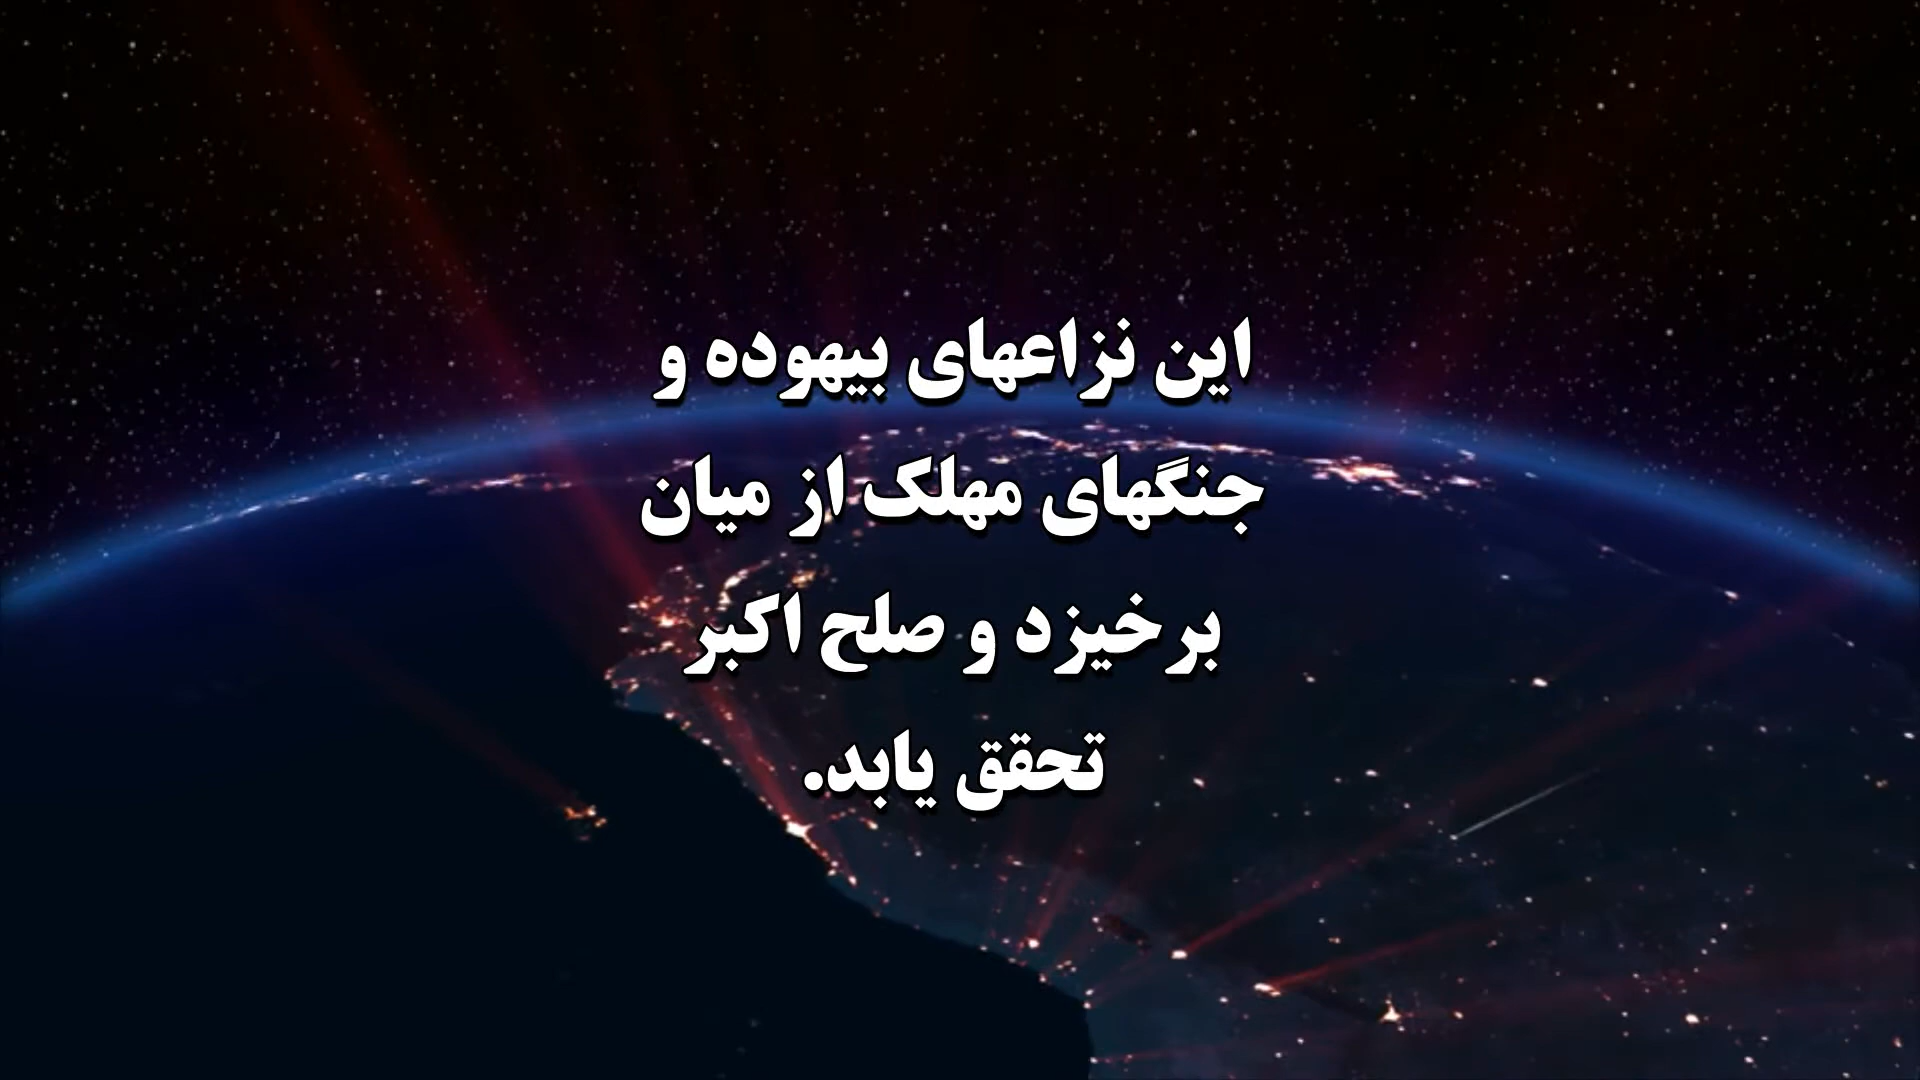 این نزاعهای بیهوده و
جنگهای مهلک از میان
برخیزد و صلح اکبر
تحقق یابد.